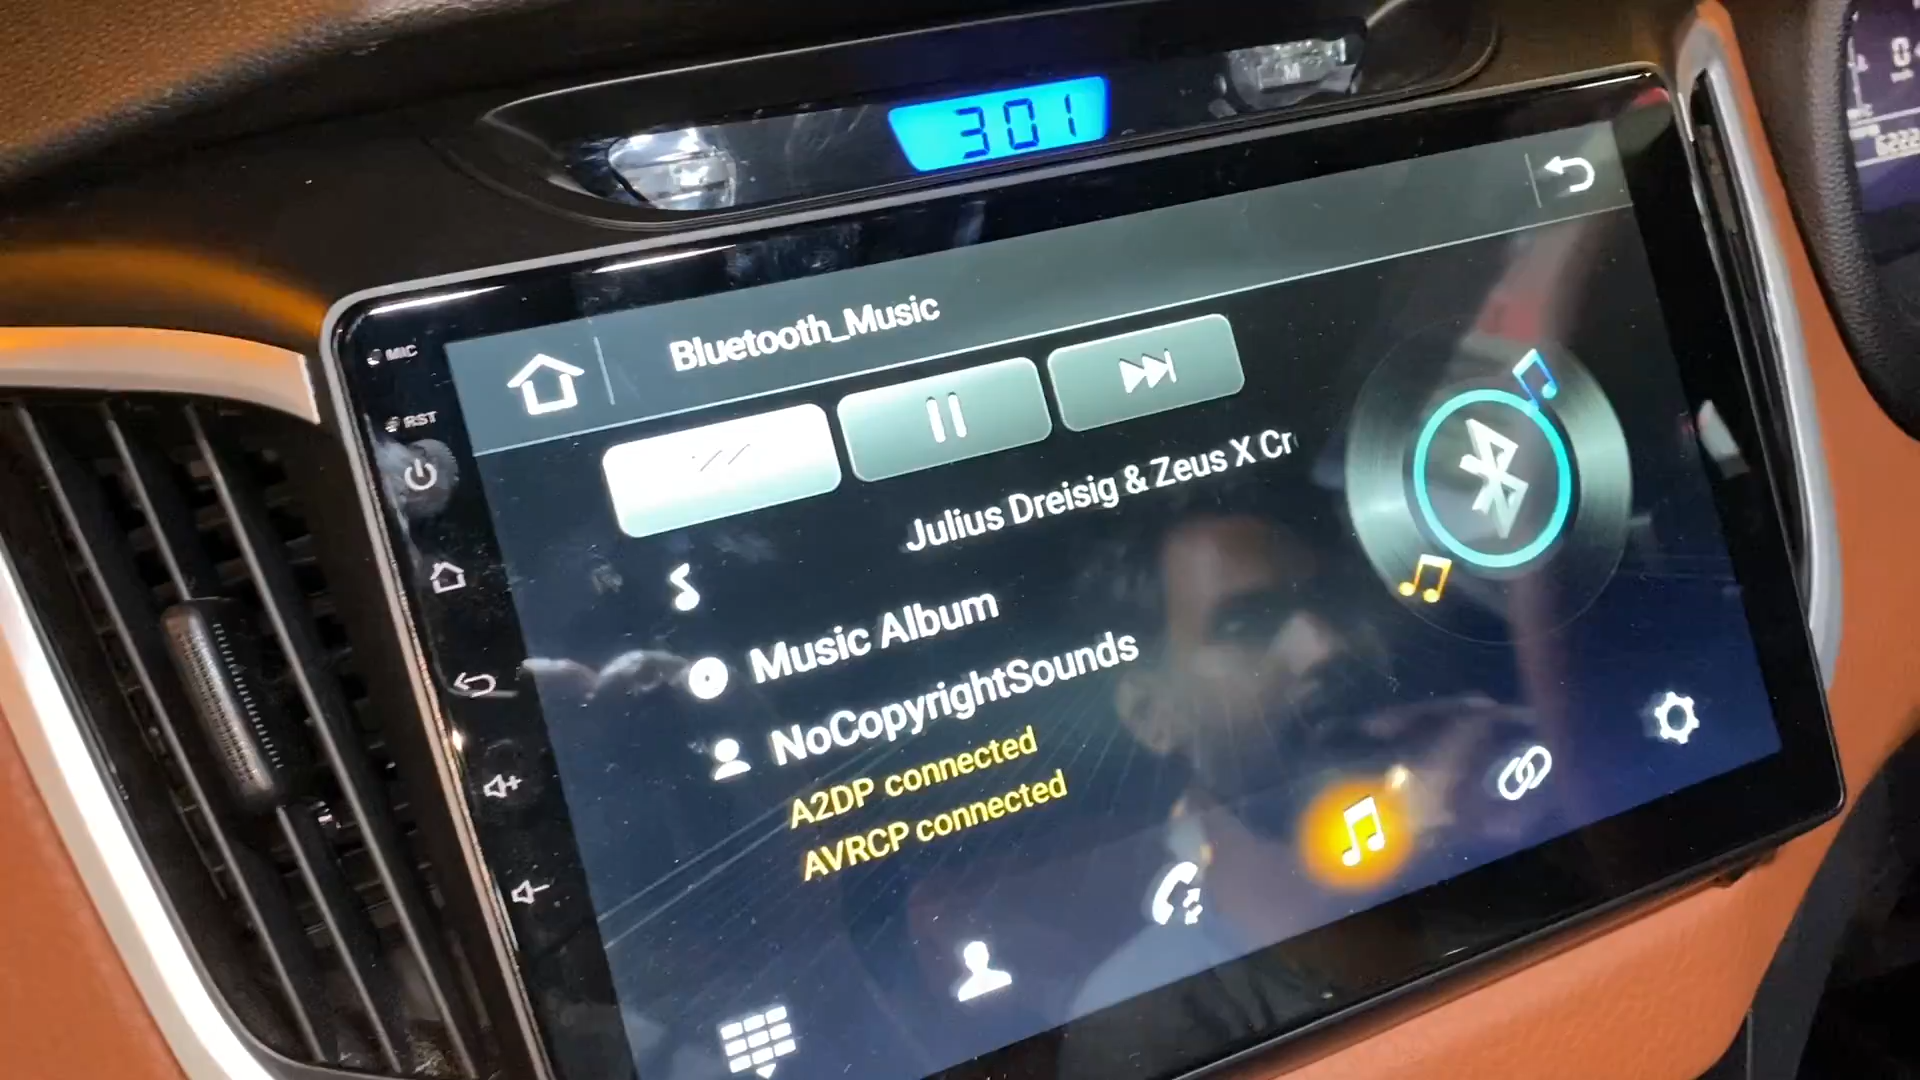 301
M
Bluetooth_Music
MIC
RST
Julius Dreisig & Zeus X Cr
Music Album
NoCopyrightSounds
A2DP connected
AVRCP connected